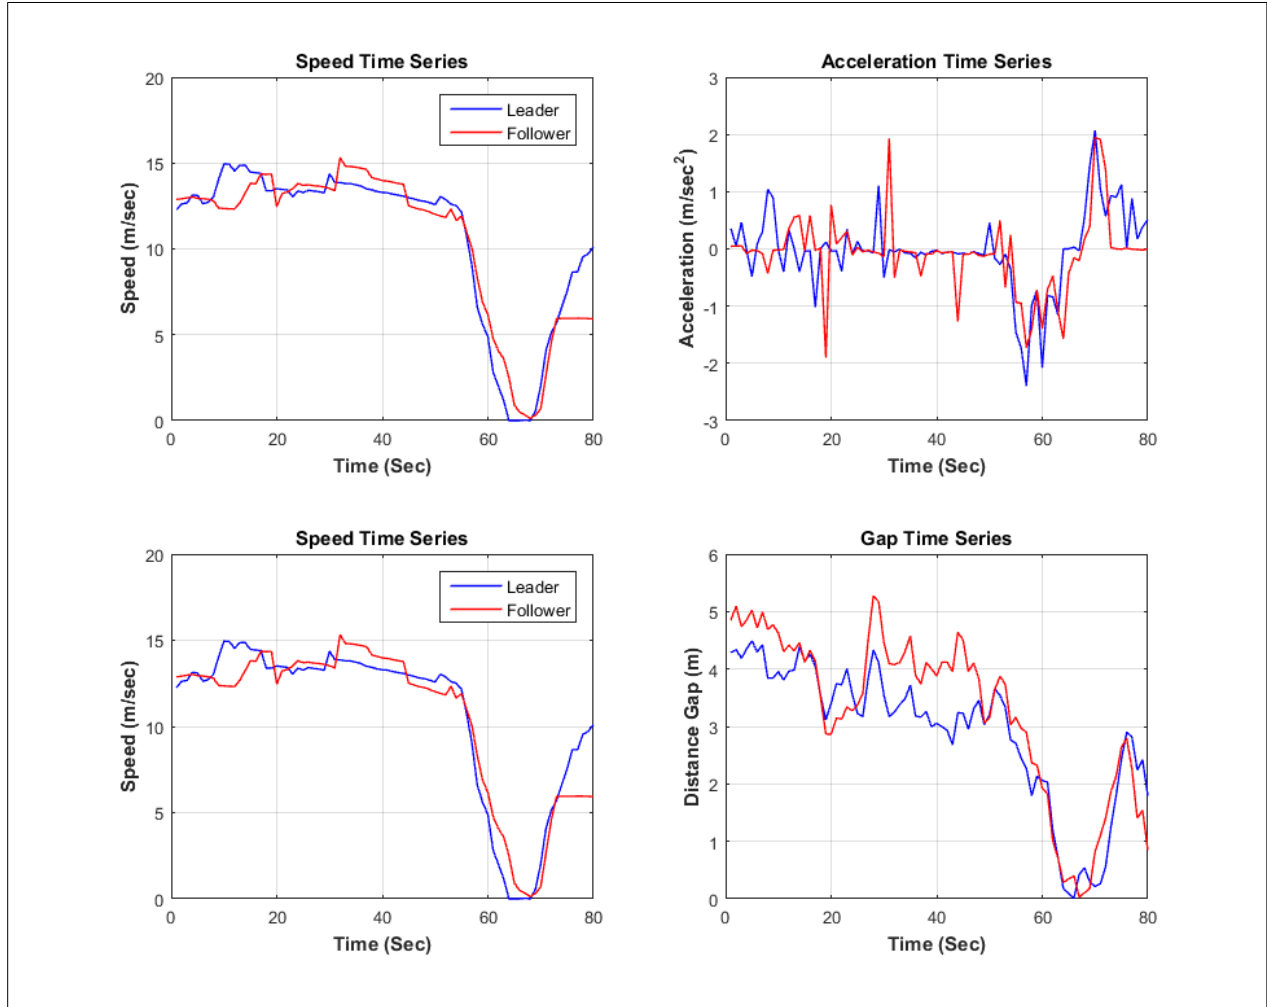 Speed Time Series
20
15
10
5
0
Speed (m/sec)
Leader
Follower
0 20 40 60 80
Time (Sec)
Acceleration Time Series
3
2
1
0
-1
-2
-3
Acceleration (m/sec²)
0 20 40 60 80
Time (Sec)
Speed Time Series
20
15
10
5
0
Speed (m/sec)
Leader
Follower
0 20 40 60 80
Time (Sec)
Gap Time Series
6
5
4
3
2
1
0
Distance Gap (m)
0 20 40 60 80
Time (Sec)